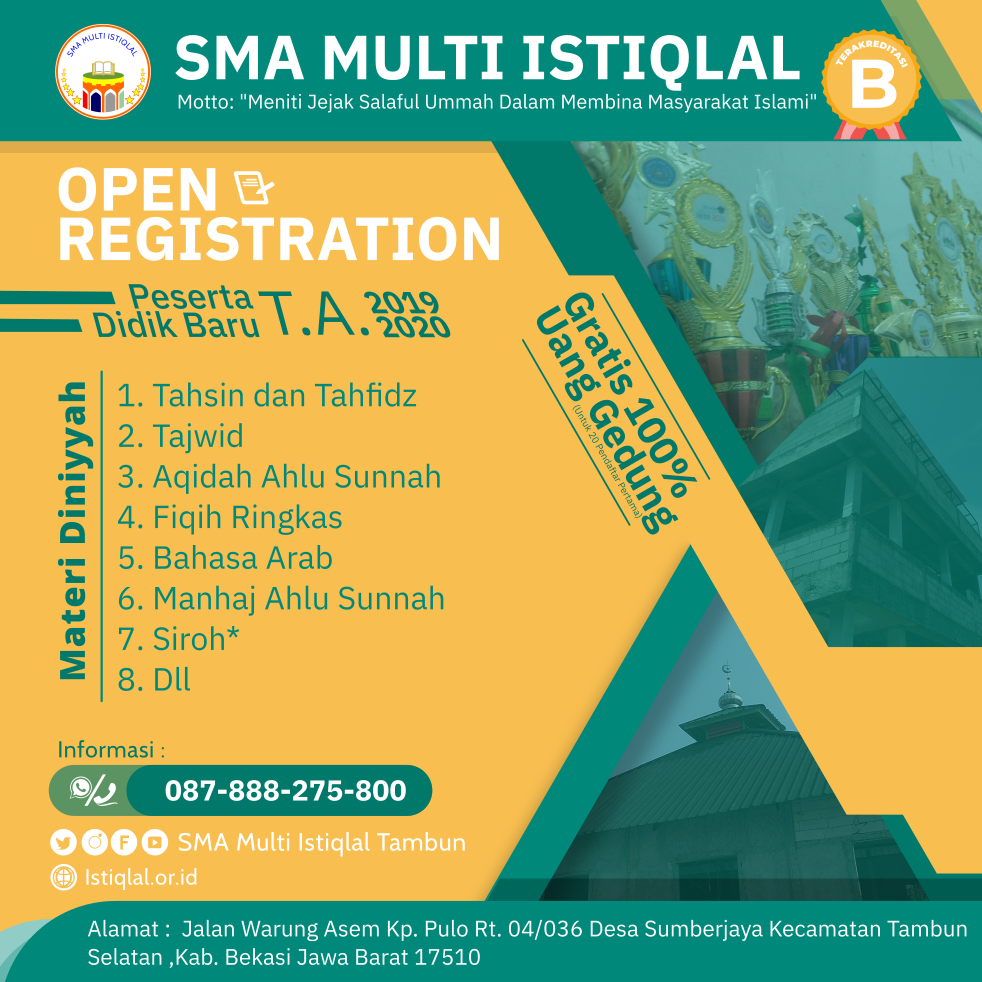 SMA MULTI ISTIQLAL
SMA MULTI ISTIQLAL
Motto: "Meniti Jejak Salaful Ummah Dalam Membina Masyarakat Islami"
TERAKREDITASI
B
OPEN
REGISTRATION
Peserta
Didik Baru
T.A.
2019
2020
Gratis 100%
Uang Gedung
(Untuk 20 Pendaftar Pertama)
Materi Diniyyah
1. Tahsin dan Tahfidz
2. Tajwid
3. Aqidah Ahlu Sunnah
4. Fiqih Ringkas
5. Bahasa Arab
6. Manhaj Ahlu Sunnah
7. Siroh*
8. Dll
Informasi :
087-888-275-800
SMA Multi Istiqlal Tambun
Istiqlal.or.id
Alamat : Jalan Warung Asem Kp. Pulo Rt. 04/036 Desa Sumberjaya Kecamatan Tambun
Selatan ,Kab. Bekasi Jawa Barat 17510